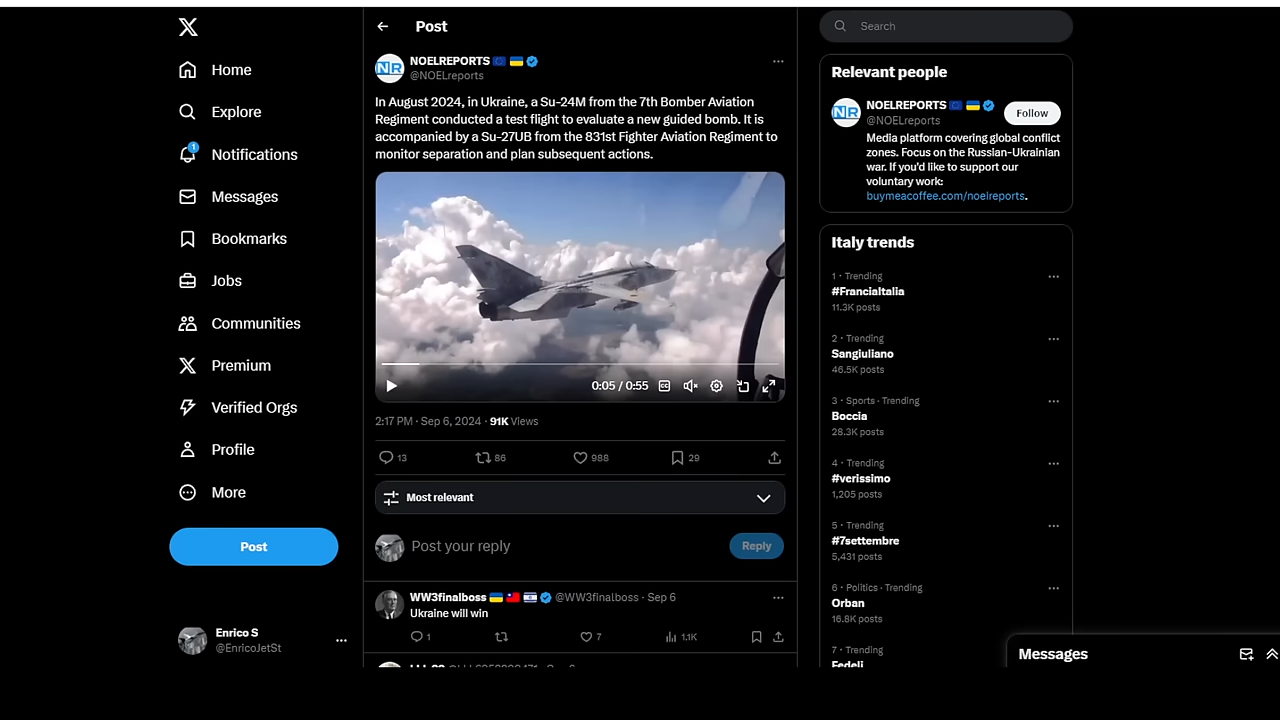 Home
Explore
1
Notifications
Messages
Bookmarks
Jobs
Communities
Premium
Verified Orgs
Profile
More
Post
Enrico S
@EnricoJetSt
Post
NR
NOELREPORTS
@NOELreports
In August 2024, in Ukraine, a Su-24M from the 7th Bomber Aviation
Regiment conducted a test flight to evaluate a new guided bomb. It is
accompanied by a Su-27UB from the 831st Fighter Aviation Regiment to
monitor separation and plan subsequent actions.
0:05 / 0:55
CC
2:17 PM · Sep 6, 2024 · 91K Views
13 86 988 29
Most relevant
Post your reply
Reply
WW3finalboss @WW3finalboss · Sep 6
Ukraine will win
1 7 1.1K
Search
Relevant people
NR
NOELREPORTS
@NOELreports
Follow
Media platform covering global conflict
zones. Focus on the Russian-Ukrainian
war. If you'd like to support our
voluntary work:
buymeacoffee.com/noelreports.
Italy trends
1 · Trending
#FranciaItalia
11.3K posts
2 · Trending
Sangiuliano
46.5K posts
3 · Sports · Trending
Boccia
28.3K posts
4 · Trending
#verissimo
1,205 posts
5 · Trending
#7settembre
5,431 posts
6 · Politics · Trending
Orban
16.8K posts
7 · Trending
Fedeli
Messages